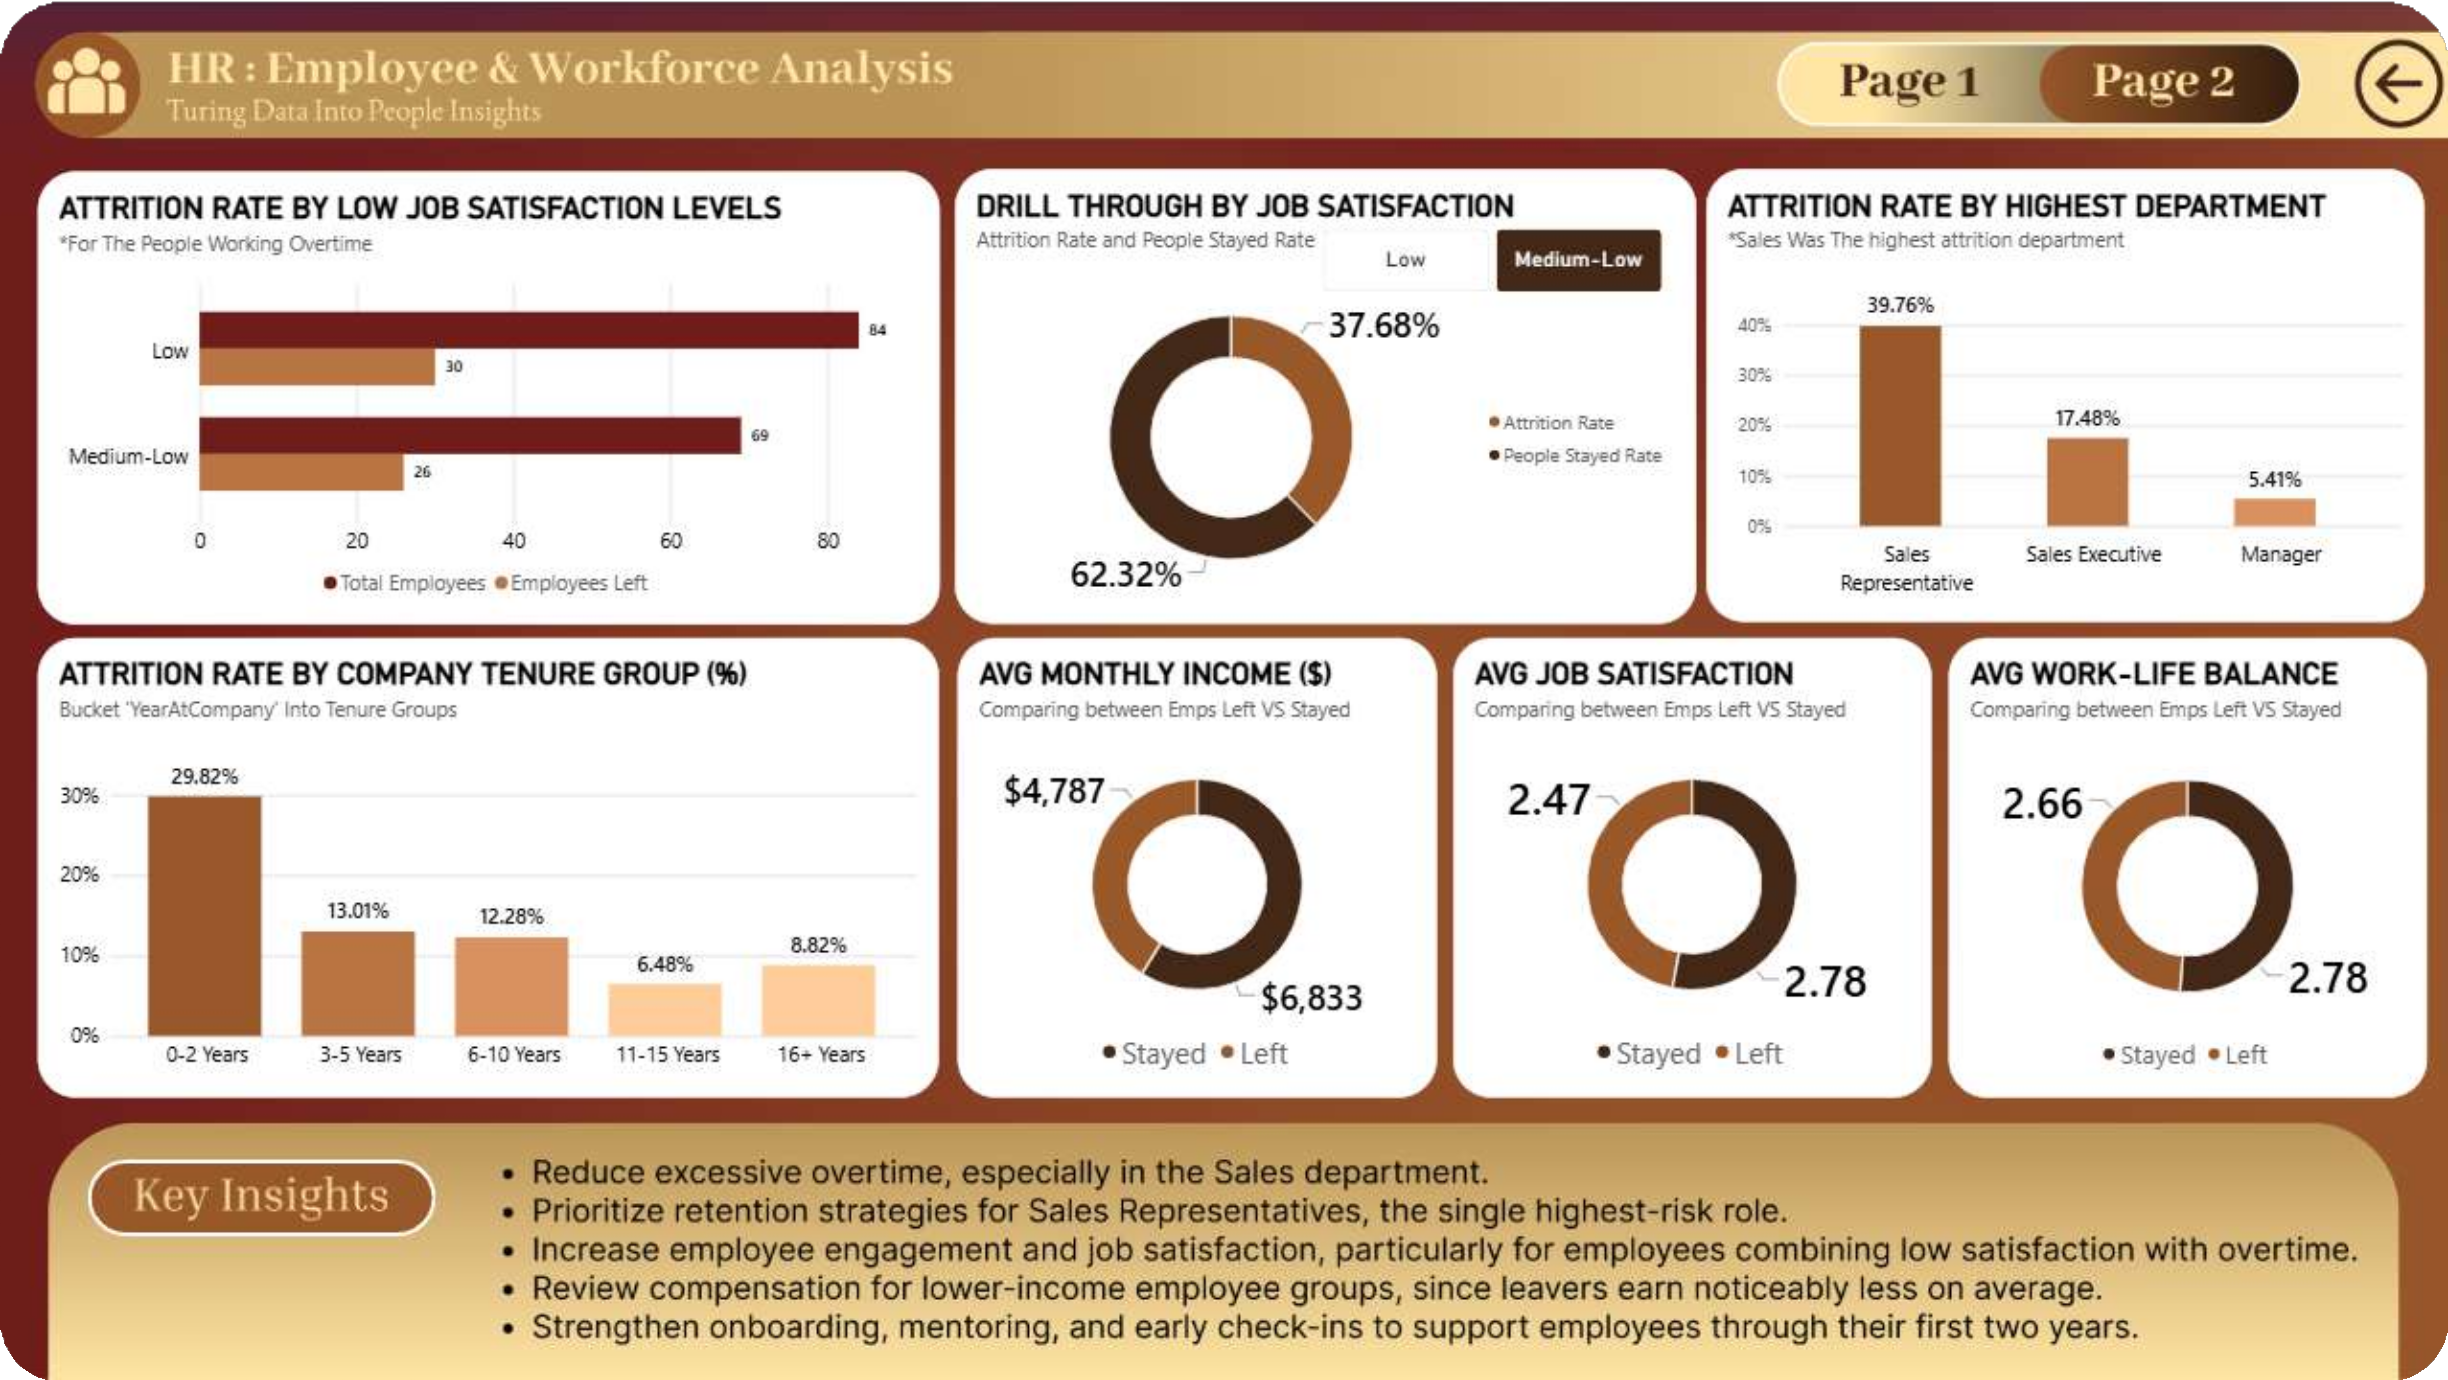 HR : Employee & Workforce Analysis
Turing Data Into People Insights
Page 1
Page 2
ATTRITION RATE BY LOW JOB SATISFACTION LEVELS
*For The People Working Overtime
Low
84
30
Medium-Low
69
26
0 20 40 60 80
Total Employees Employees Left
DRILL THROUGH BY JOB SATISFACTION
Attrition Rate and People Stayed Rate
Low
Medium-Low
37.68%
Attrition Rate
People Stayed Rate
62.32%
ATTRITION RATE BY HIGHEST DEPARTMENT
*Sales Was The highest attrition department
39.76%
40%
30%
17.48%
20%
5.41%
10%
0%
Sales
Representative
Sales Executive
Manager
ATTRITION RATE BY COMPANY TENURE GROUP (%)
Bucket 'YearAtCompany' Into Tenure Groups
29.82%
30%
20%
13.01%
12.28%
8.82%
10%
6.48%
0%
0-2 Years 3-5 Years 6-10 Years 11-15 Years 16+ Years
AVG MONTHLY INCOME ($)
Comparing between Emps Left VS Stayed
$4,787
$6,833
Stayed Left
AVG JOB SATISFACTION
Comparing between Emps Left VS Stayed
2.47
2.78
Stayed Left
AVG WORK-LIFE BALANCE
Comparing between Emps Left VS Stayed
2.66
2.78
Stayed Left
Key Insights
• Reduce excessive overtime, especially in the Sales department.
• Prioritize retention strategies for Sales Representatives, the single highest-risk role.
• Increase employee engagement and job satisfaction, particularly for employees combining low satisfaction with overtime.
• Review compensation for lower-income employee groups, since leavers earn noticeably less on average.
• Strengthen onboarding, mentoring, and early check-ins to support employees through their first two years.